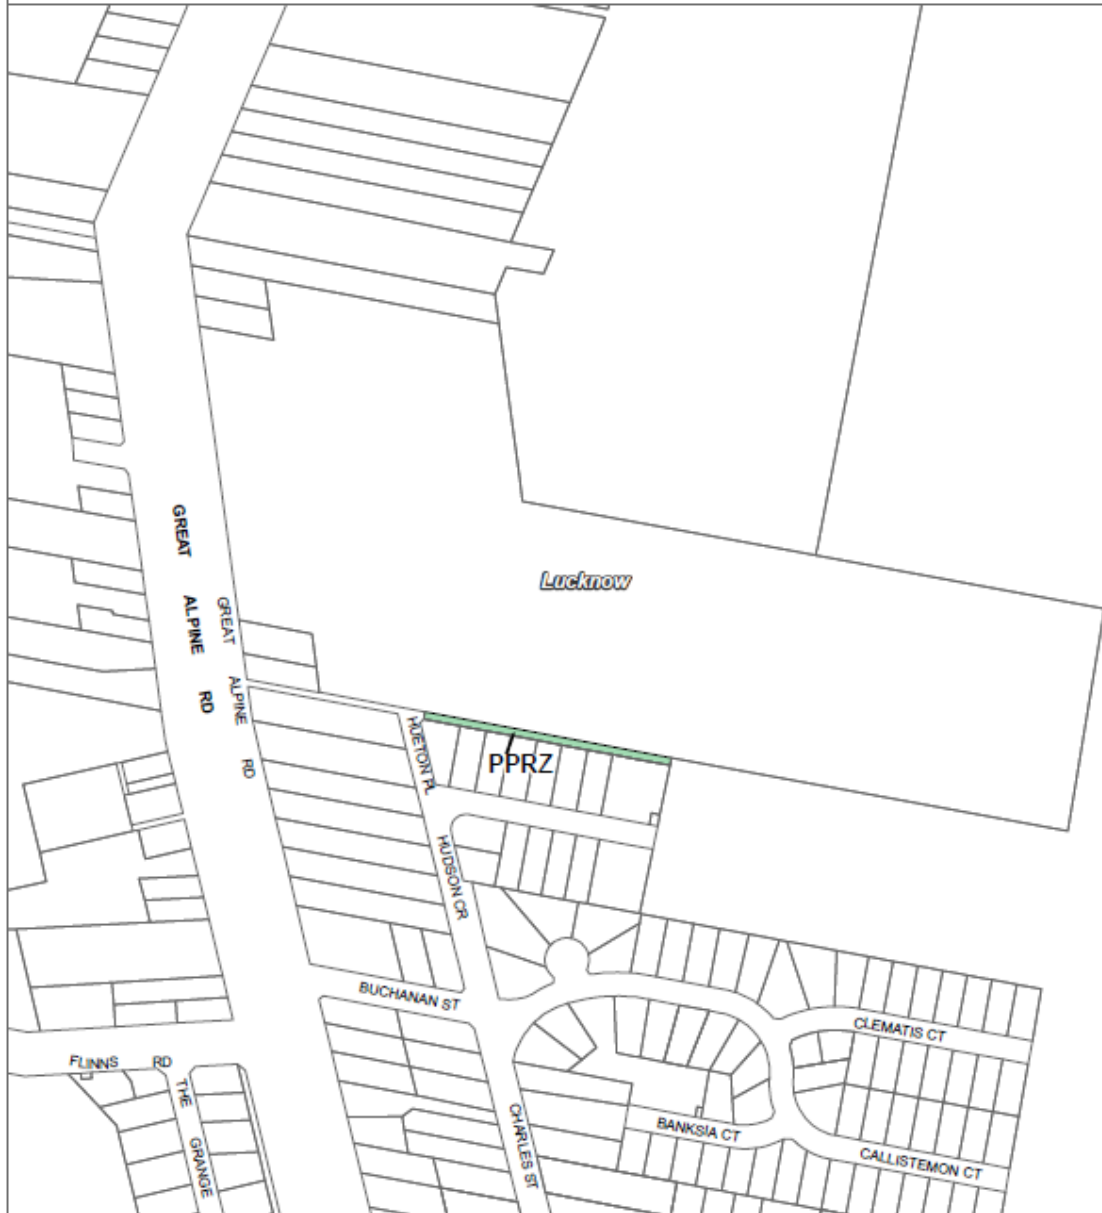 GREAT ALPINE RD
GREAT ALPINE RD
Lucknow
HUETON PL
PPRZ
HUDSON CR
BUCHANAN ST
CLEMATIS CT
FLINNS RD
THE GRANGE
CHARLES ST
BANKSIA CT
CALLISTEMON CT